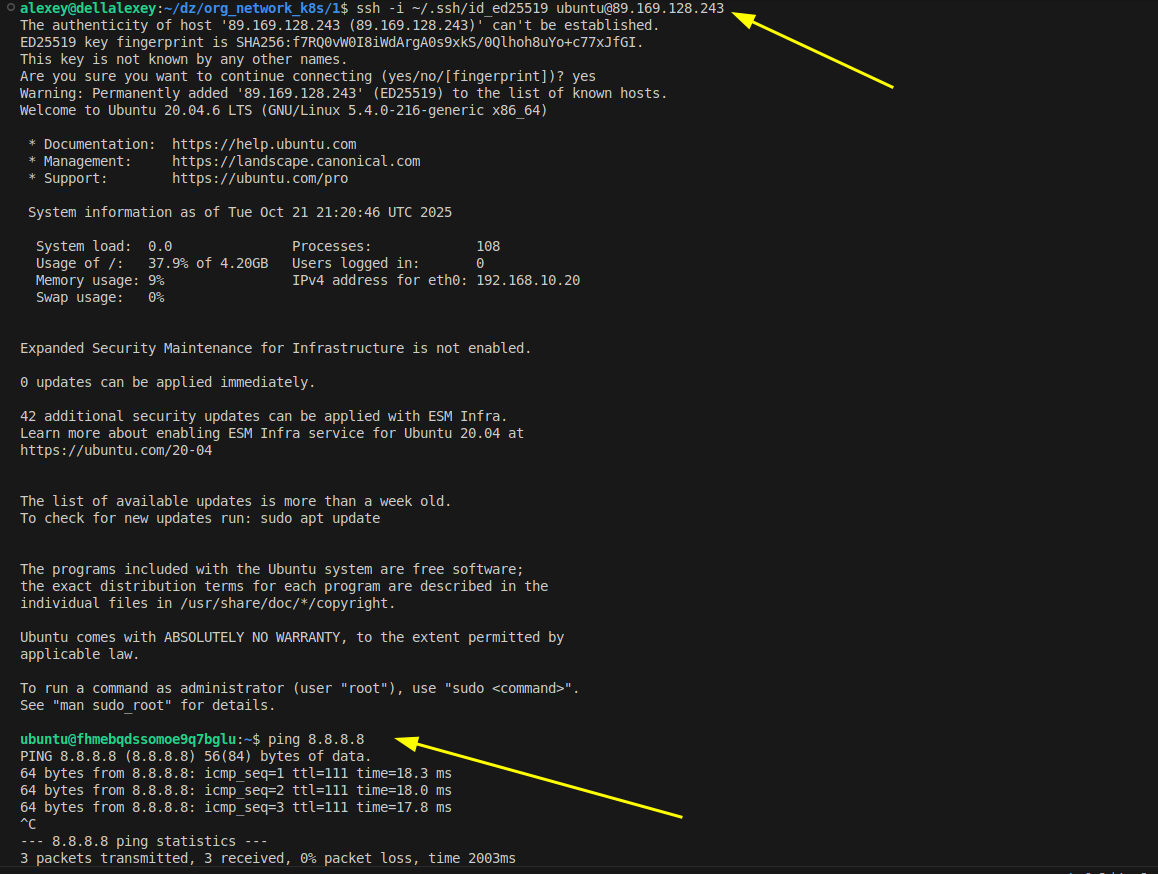 alexey@dellalexey:~/dz/org_network_k8s/1$ ssh -i ~/.ssh/id_ed25519 ubuntu@89.169.128.243
The authenticity of host '89.169.128.243 (89.169.128.243)' can't be established.
ED25519 key fingerprint is SHA256:f7RQ0vW0I8iWdArgA0s9xkS/0Qlhoh8uYo+c77xJfGI.
This key is not known by any other names.
Are you sure you want to continue connecting (yes/no/[fingerprint])? yes
Warning: Permanently added '89.169.128.243' (ED25519) to the list of known hosts.
Welcome to Ubuntu 20.04.6 LTS (GNU/Linux 5.4.0-216-generic x86_64)
* Documentation: https://help.ubuntu.com
* Management: https://landscape.canonical.com
* Support: https://ubuntu.com/pro
System information as of Tue Oct 21 21:20:46 UTC 2025
System load: 0.0 Processes: 108
Usage of /: 37.9% of 4.20GB Users logged in: 0
Memory usage: 9% IPv4 address for eth0: 192.168.10.20
Swap usage: 0%
Expanded Security Maintenance for Infrastructure is not enabled.
0 updates can be applied immediately.
42 additional security updates can be applied with ESM Infra.
Learn more about enabling ESM Infra service for Ubuntu 20.04 at
https://ubuntu.com/20-04
The list of available updates is more than a week old.
To check for new updates run: sudo apt update
The programs included with the Ubuntu system are free software;
the exact distribution terms for each program are described in the
individual files in /usr/share/doc/*/copyright.
Ubuntu comes with ABSOLUTELY NO WARRANTY, to the extent permitted by
applicable law.
To run a command as administrator (user "root"), use "sudo <command>".
See "man sudo_root" for details.
ubuntu@fhmebqdssomoe9q7bglu:~$ ping 8.8.8.8
PING 8.8.8.8 (8.8.8.8) 56(84) bytes of data.
64 bytes from 8.8.8.8: icmp_seq=1 ttl=111 time=18.3 ms
64 bytes from 8.8.8.8: icmp_seq=2 ttl=111 time=18.0 ms
64 bytes from 8.8.8.8: icmp_seq=3 ttl=111 time=17.8 ms
^C
--- 8.8.8.8 ping statistics ---
3 packets transmitted, 3 received, 0% packet loss, time 2003ms